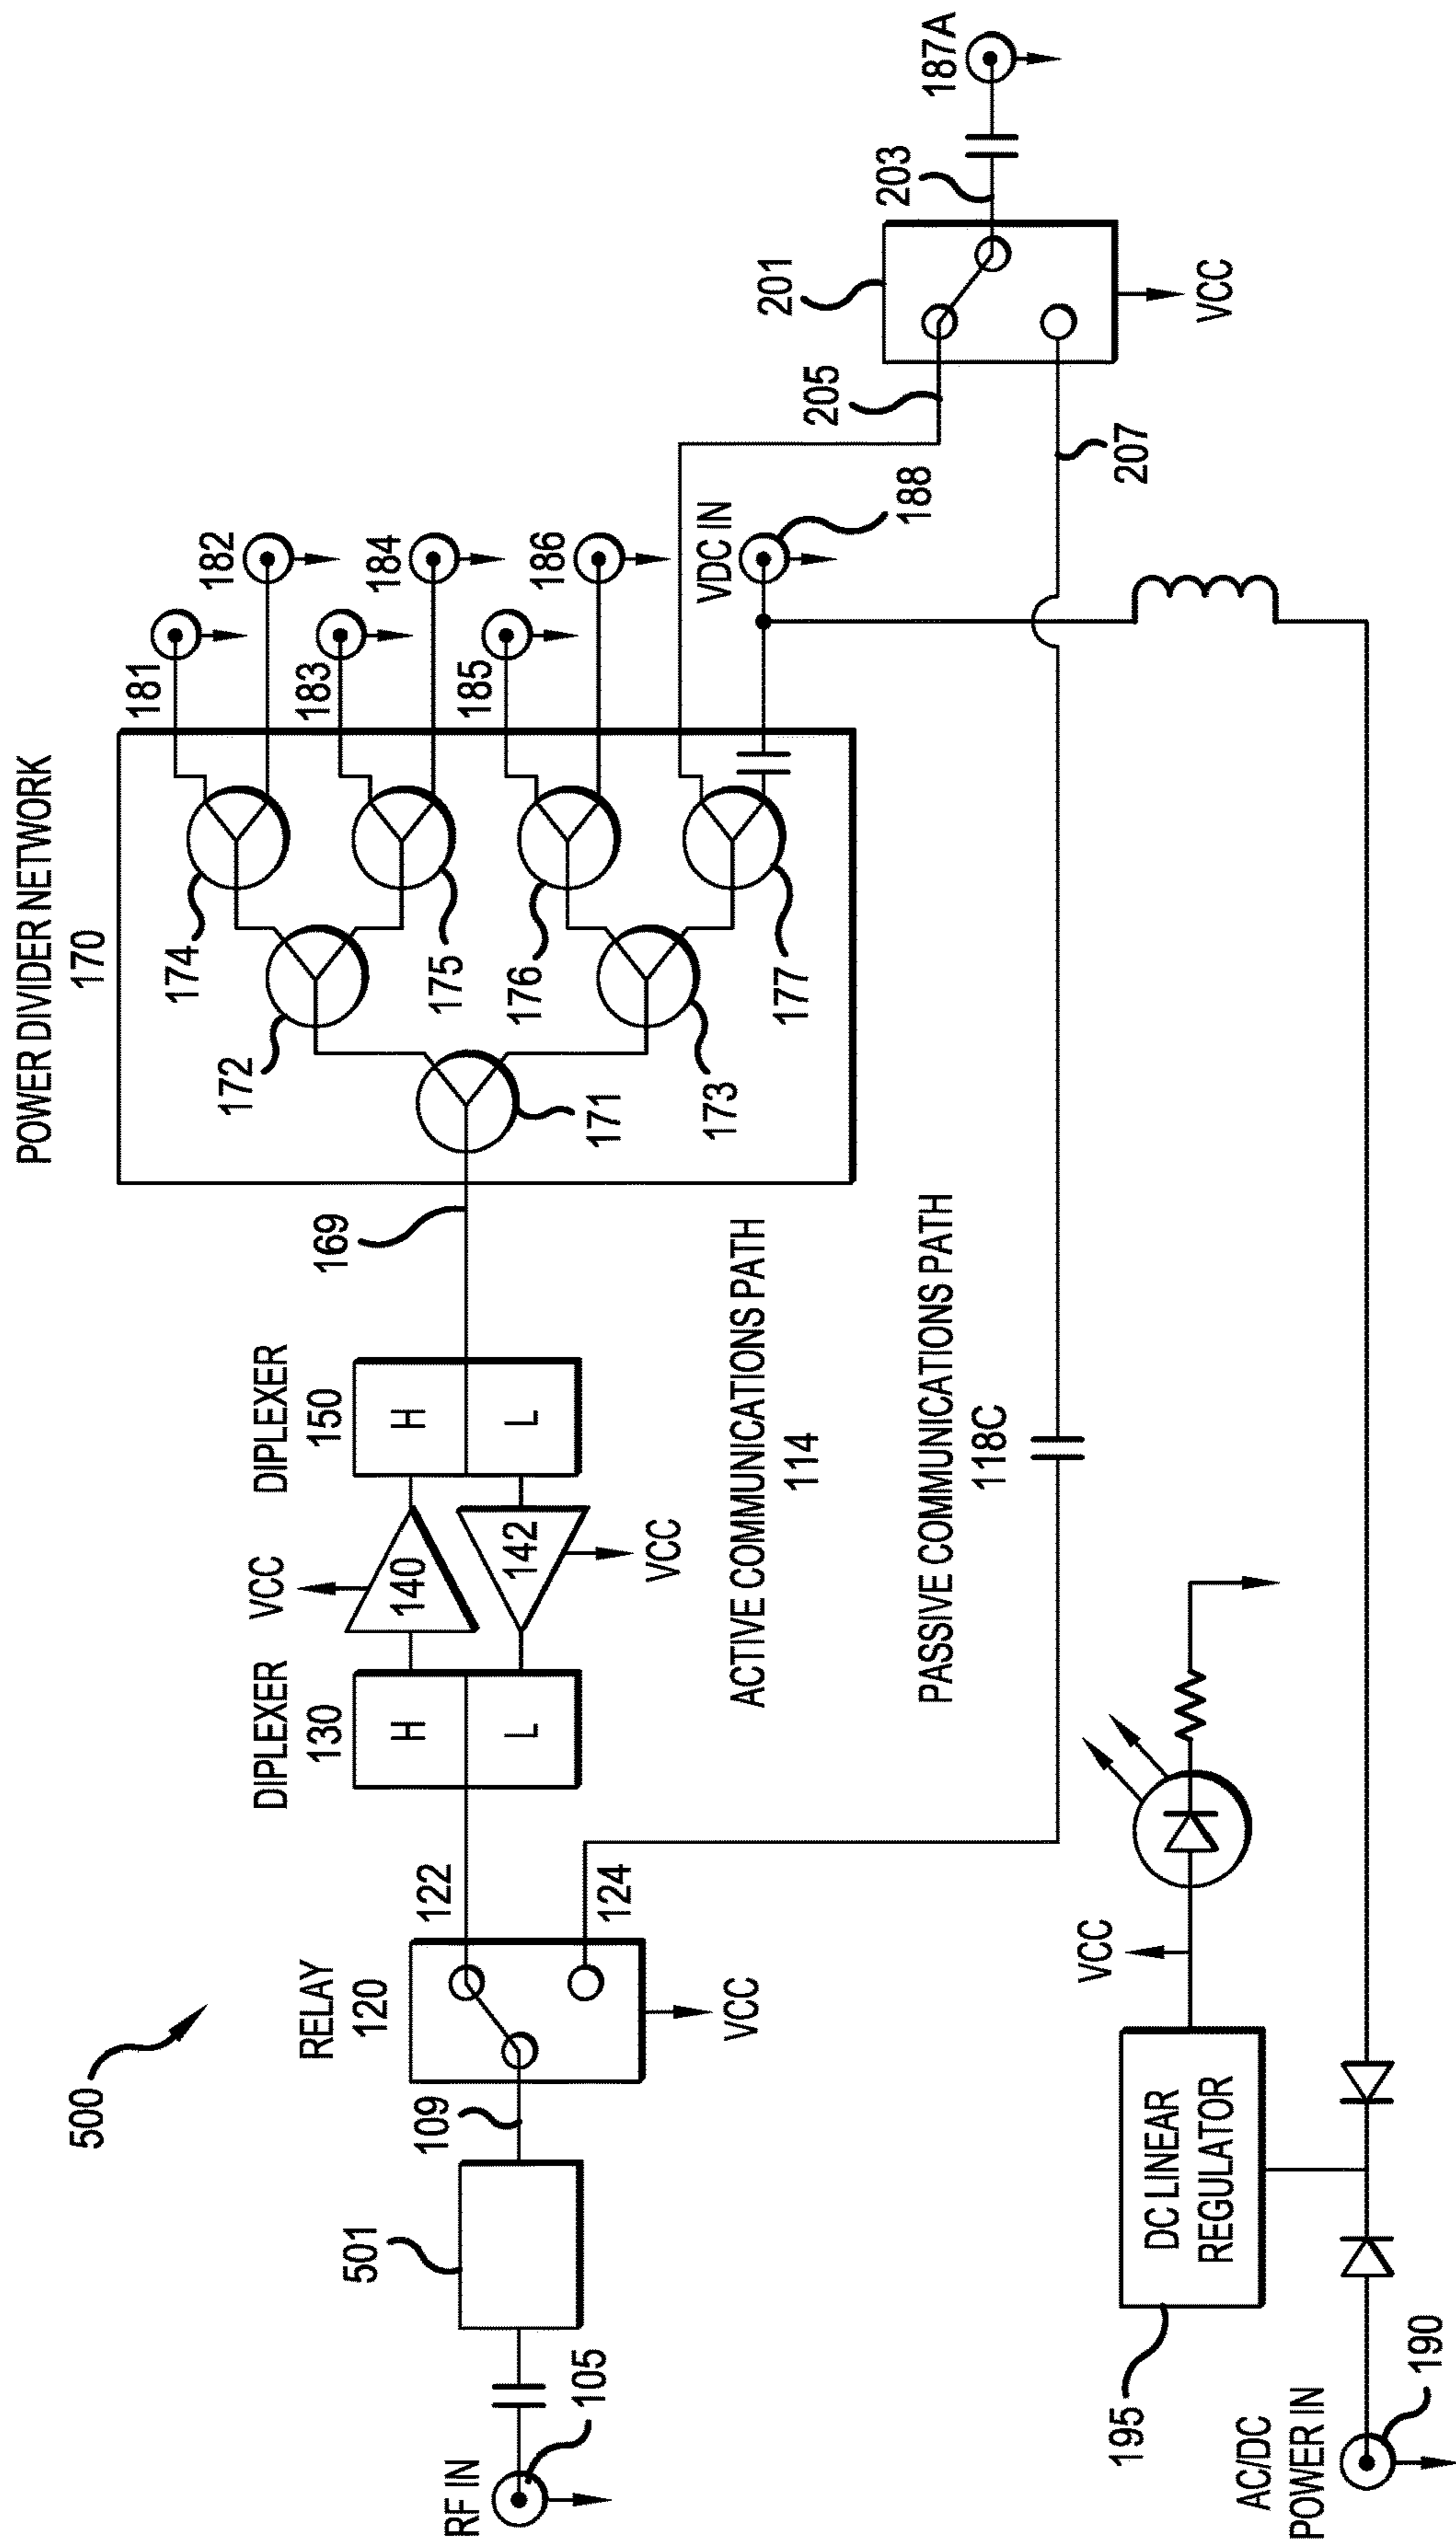 500
RF IN
105
501
109
RELAY
120
VCC
122
124
DIPLEXER
130
H
L
VCC
140
142
VCC
DIPLEXER
150
H
L
169
ACTIVE COMMUNICATIONS PATH
114
PASSIVE COMMUNICATIONS PATH
118C
POWER DIVIDER NETWORK
170
171
172
173
174
175
176
177
181
182
183
184
185
186
VDC IN
188
205
207
201
203
187A
VCC
AC/DC
POWER IN
190
195
DC LINEAR
REGULATOR
VCC